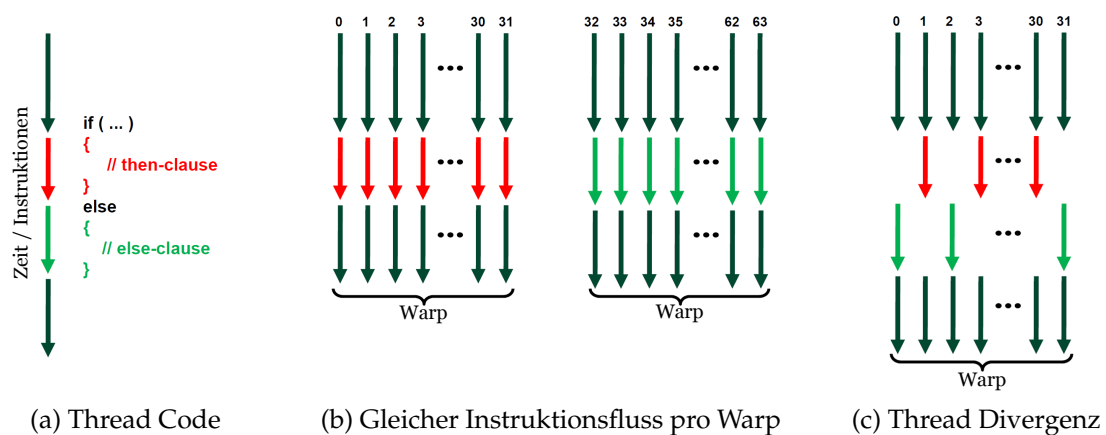 0 1 2 3 30 31
32 33 34 35 62 63
0 1 2 3 30 31
Zeit / Instruktionen
if ( ... )
{
// then-clause
}
else
{
// else-clause
}
Warp
Warp
Warp
(a) Thread Code
(b) Gleicher Instruktionsfluss pro Warp
(c) Thread Divergenz